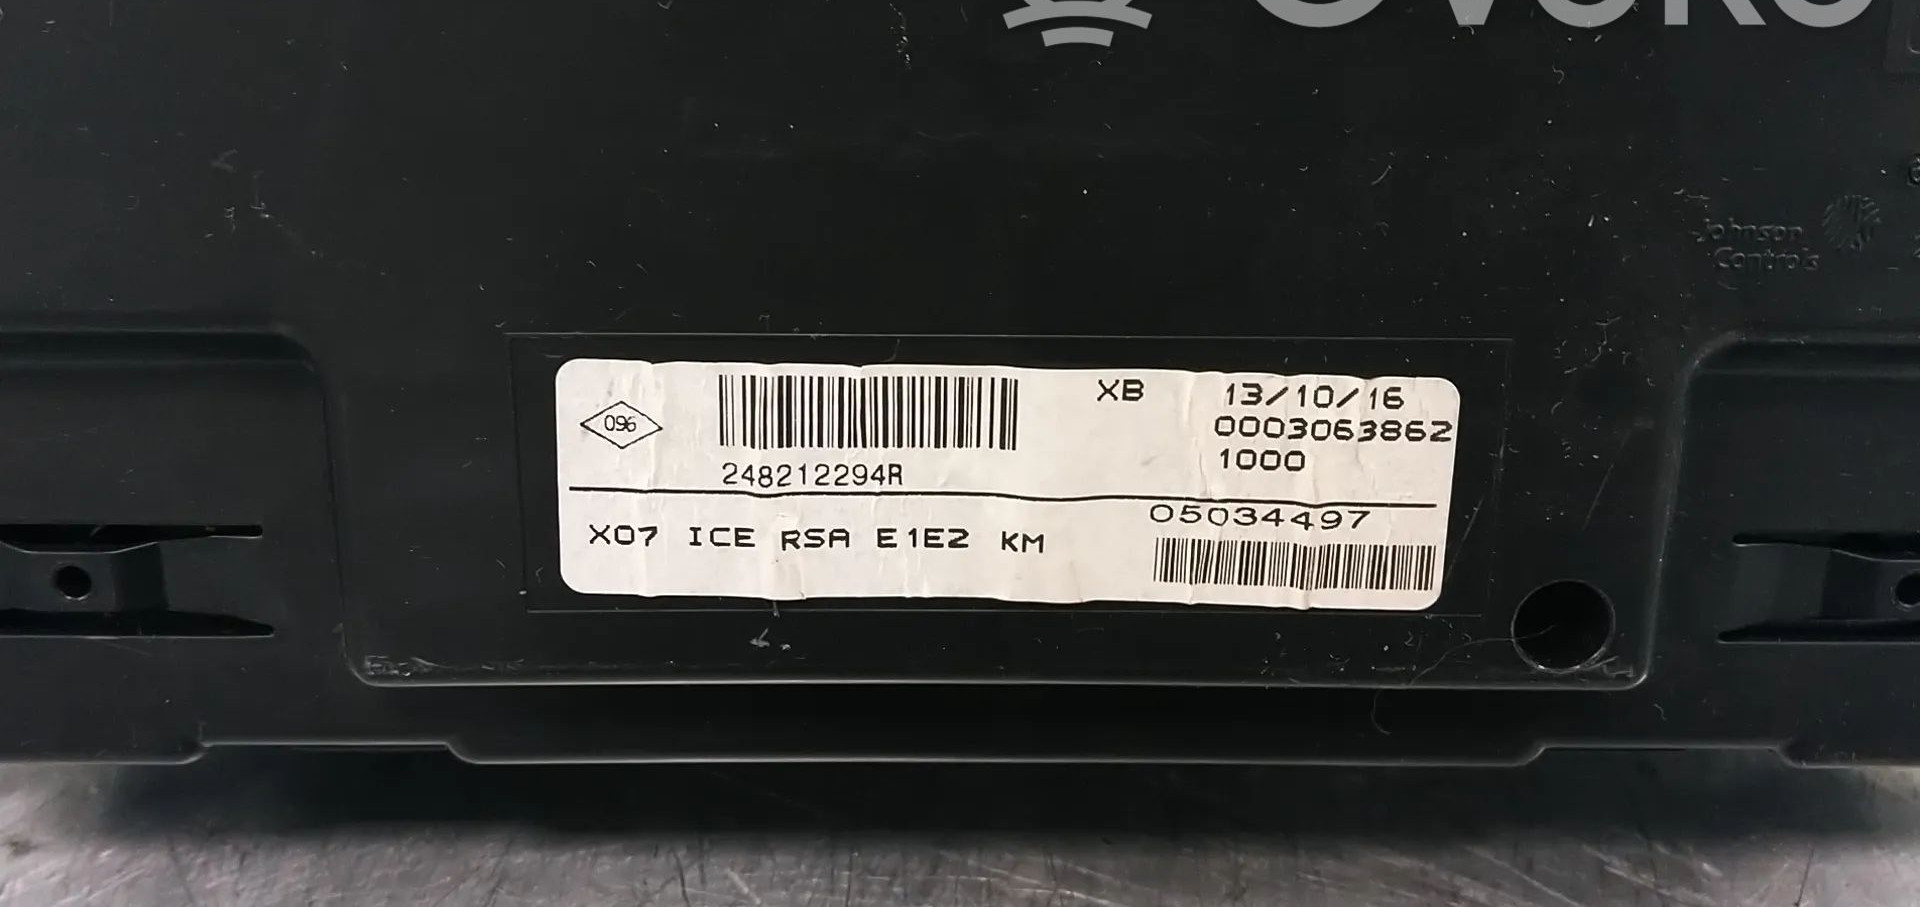 Johnson
Controls
096
248212294R
XB
13/10/16
0003063862
1000
05034497
X07 ICE RSA E1E2 KM